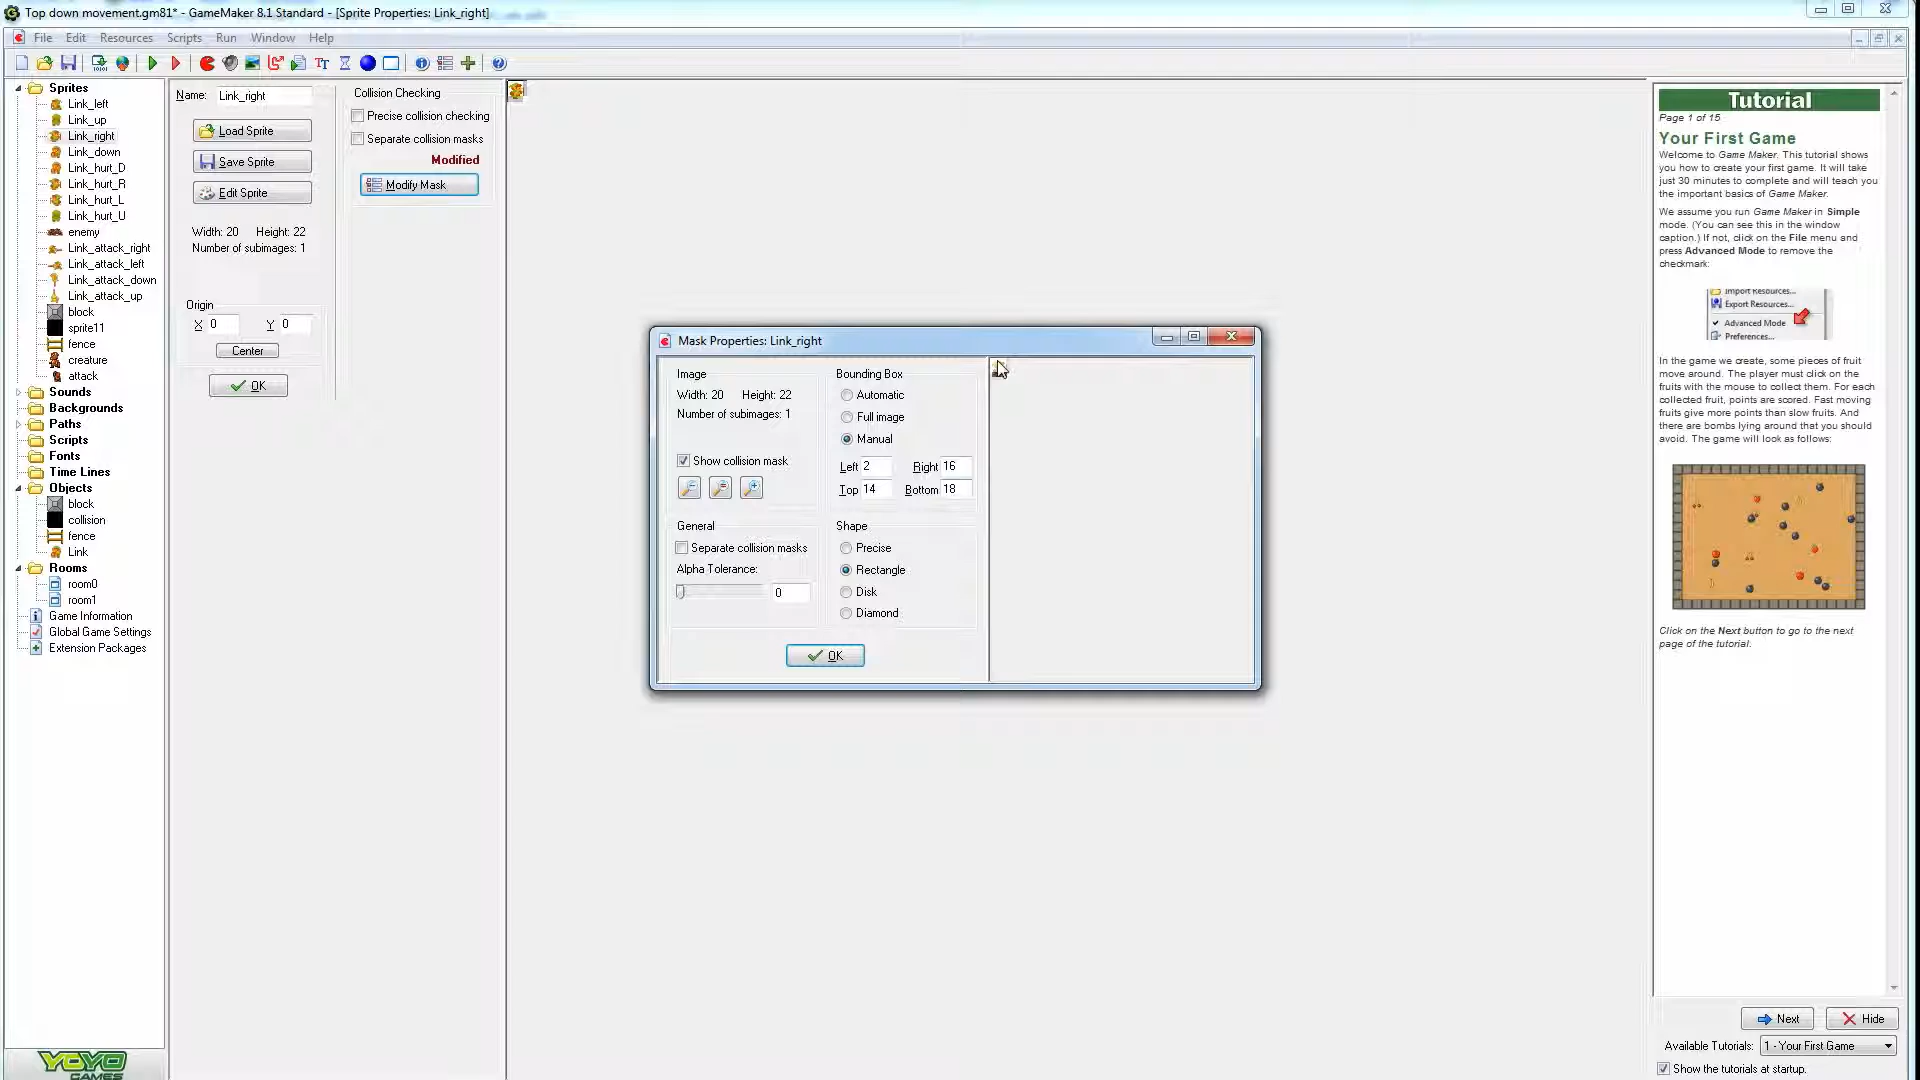 Top down movement.gm81* - GameMaker 8.1 Standard - [Sprite Properties: Link_right]
File Edit Resources Scripts Run Window Help
Sprites
Link_left
Link_up
Link_right
Link_down
Link_hurt_D
Link_hurt_R
Link_hurt_L
Link_hurt_U
enemy
Link_attack_right
Link_attack_left
Link_attack_down
Link_attack_up
block
sprite11
fence
creature
attack
Sounds
Backgrounds
Paths
Scripts
Fonts
Time Lines
Objects
block
collision
fence
Link
Rooms
room0
room1
Game Information
Global Game Settings
Extension Packages
YOYO
GAMES
Name: Link_right
Load Sprite
Save Sprite
Edit Sprite
Width: 20 Height: 22
Number of subimages: 1
Origin
X 0 Y 0
Center
OK
Collision Checking
Precise collision checking
Separate collision masks
Modified
Modify Mask
Mask Properties: Link_right
Image
Width: 20 Height: 22
Number of subimages: 1
Show collision mask
General
Separate collision masks
Alpha Tolerance:
0
Bounding Box
Automatic
Full image
Manual
Left 2 Right 16
Top 14 Bottom 18
Shape
Precise
Rectangle
Disk
Diamond
OK
Tutorial
Page 1 of 15
Your First Game
Welcome to Game Maker. This tutorial shows
you how to create your first game. It will take
just 30 minutes to complete and will teach you
the important basics of Game Maker.
We assume you run Game Maker in Simple
mode. (You can see this in the window
caption.) If not, click on the File menu and
press Advanced Mode to remove the
checkmark:
Import Resources...
Export Resources...
Advanced Mode
Preferences...
In the game we create, some pieces of fruit
move around. The player must click on the
fruits with the mouse to collect them. For each
collected fruit, points are scored. Fast moving
fruits give more points than slow fruits. And
there are bombs lying around that you should
avoid. The game will look as follows:
Click on the Next button to go to the next
page of the tutorial.
Next Hide
Available Tutorials: 1 - Your First Game
Show the tutorials at startup.